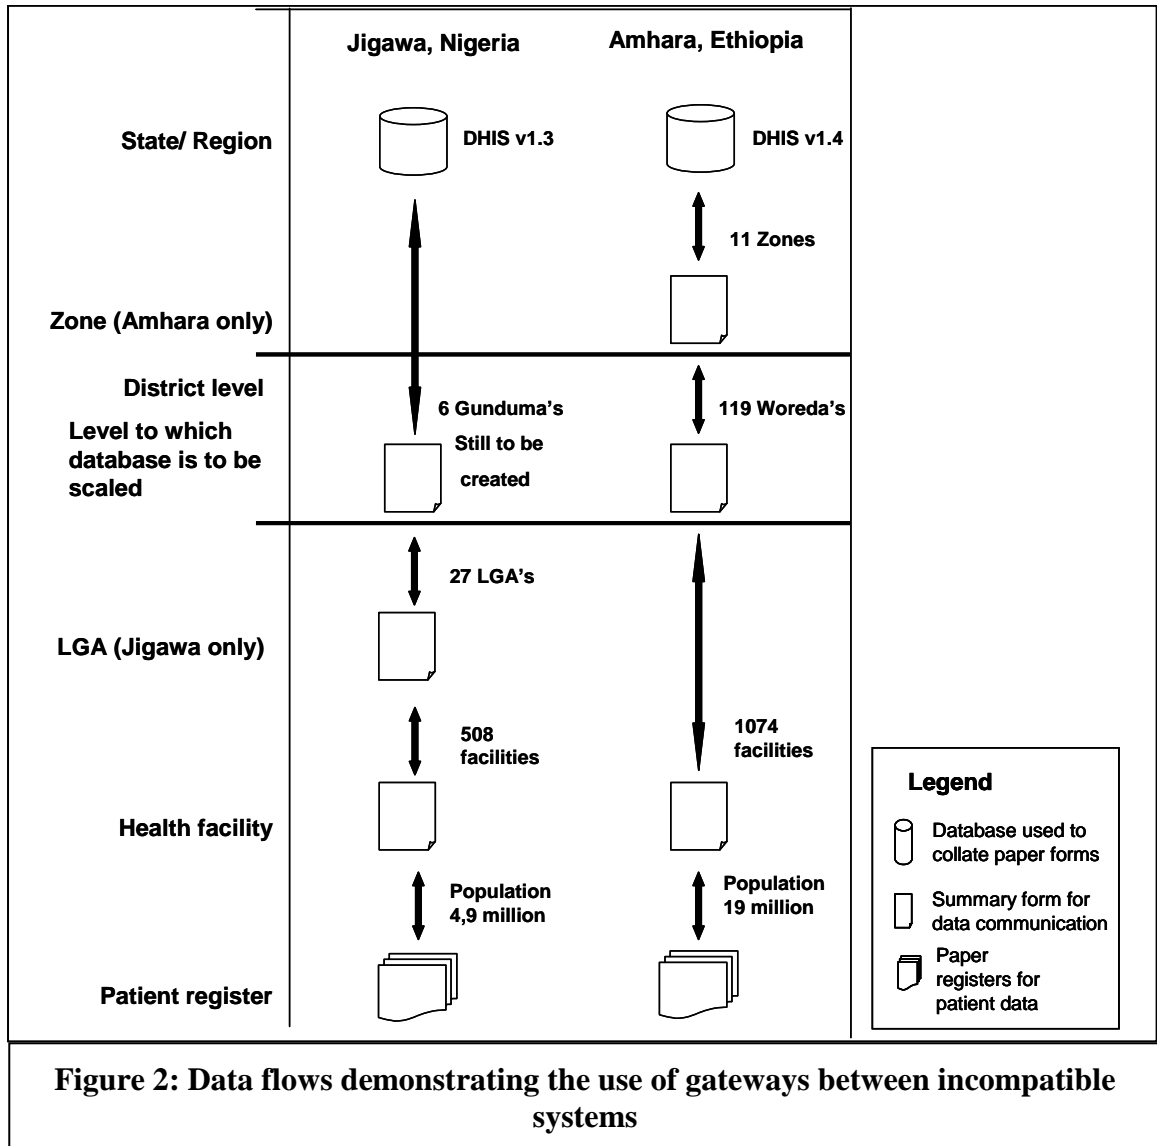 Jigawa, Nigeria
Amhara, Ethiopia
State/ Region
DHIS v1.3
DHIS v1.4
11 Zones
Zone (Amhara only)
District level
Level to which
database is to be
scaled
6 Gunduma's
Still to be
created
119 Woreda's
27 LGA's
LGA (Jigawa only)
508
facilities
1074
facilities
Health facility
Population
4,9 million
Population
19 million
Patient register
Legend
Database used to
collate paper forms
Summary form for
data communication
Paper
registers for
patient data
Figure 2: Data flows demonstrating the use of gateways between incompatible
systems